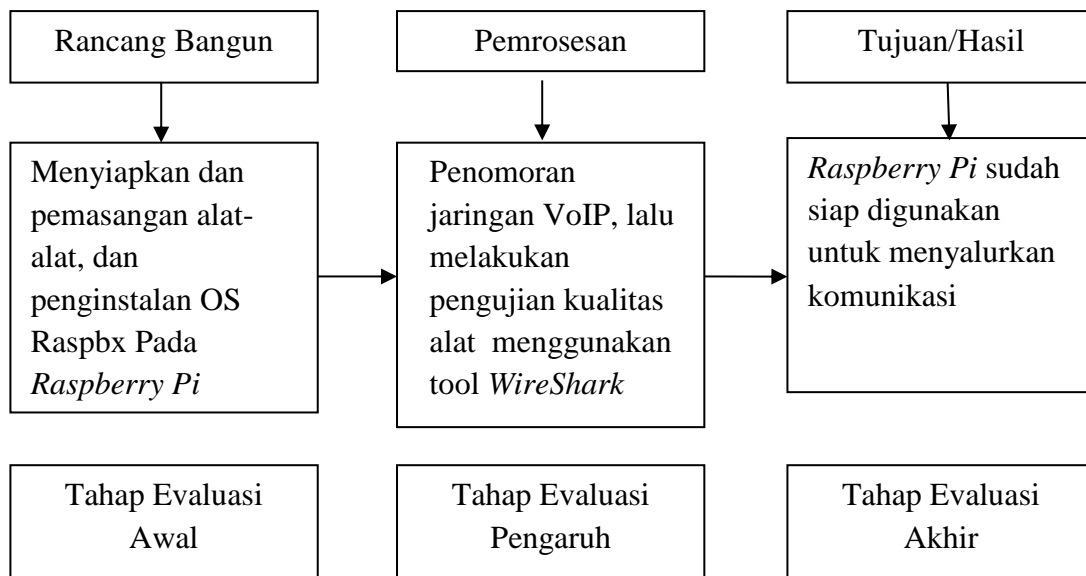 Rancang Bangun
Pemrosesan
Tujuan/Hasil
Menyiapkan dan
pemasangan alat-
alat, dan
penginstalan OS
Raspbx Pada
Raspberry Pi
Penomoran
jaringan VoIP, lalu
melakukan
pengujian kualitas
alat menggunakan
tool WireShark
Raspberry Pi sudah
siap digunakan
untuk menyalurkan
komunikasi
Tahap Evaluasi
Awal
Tahap Evaluasi
Pengaruh
Tahap Evaluasi
Akhir